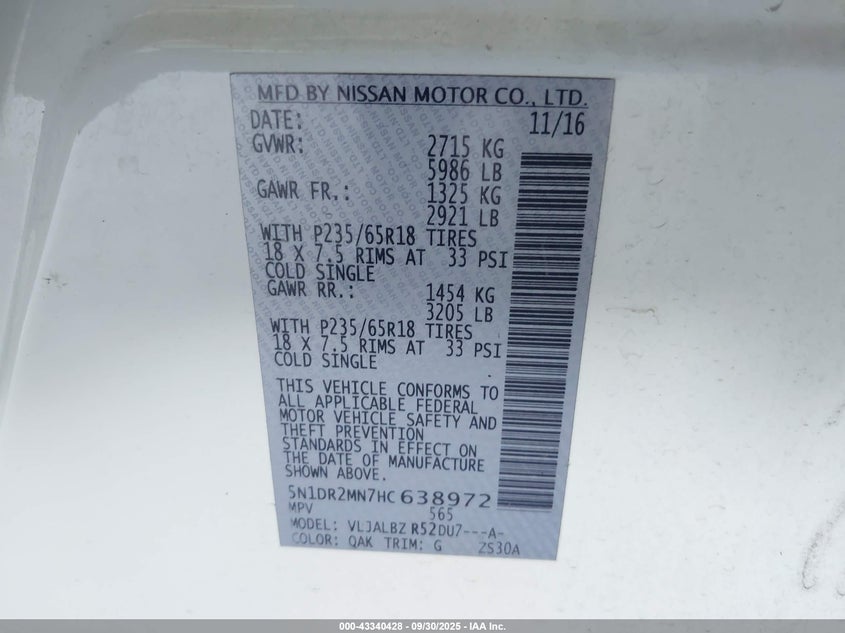 MFD BY NISSAN MOTOR CO., LTD.
DATE: 11/16
GVWR: 2715 KG
5986 LB
GAWR FR.: 1325 KG
2921 LB
WITH P235/65R18 TIRES
18 X 7.5 RIMS AT 33 PSI
COLD SINGLE
GAWR RR.: 1454 KG
3205 LB
WITH P235/65R18 TIRES
18 X 7.5 RIMS AT 33 PSI
COLD SINGLE
THIS VEHICLE CONFORMS TO
ALL APPLICABLE FEDERAL
MOTOR VEHICLE SAFETY AND
THEFT PREVENTION
STANDARDS IN EFFECT ON
THE DATE OF MANUFACTURE
SHOWN ABOVE.
5N1DR2MN7HC638972
MPV 565
MODEL: VLJALBZ R52DU7---A-
COLOR: QAK TRIM: G ZS30A
000-43340428 - 09/30/2025 - IAA Inc.